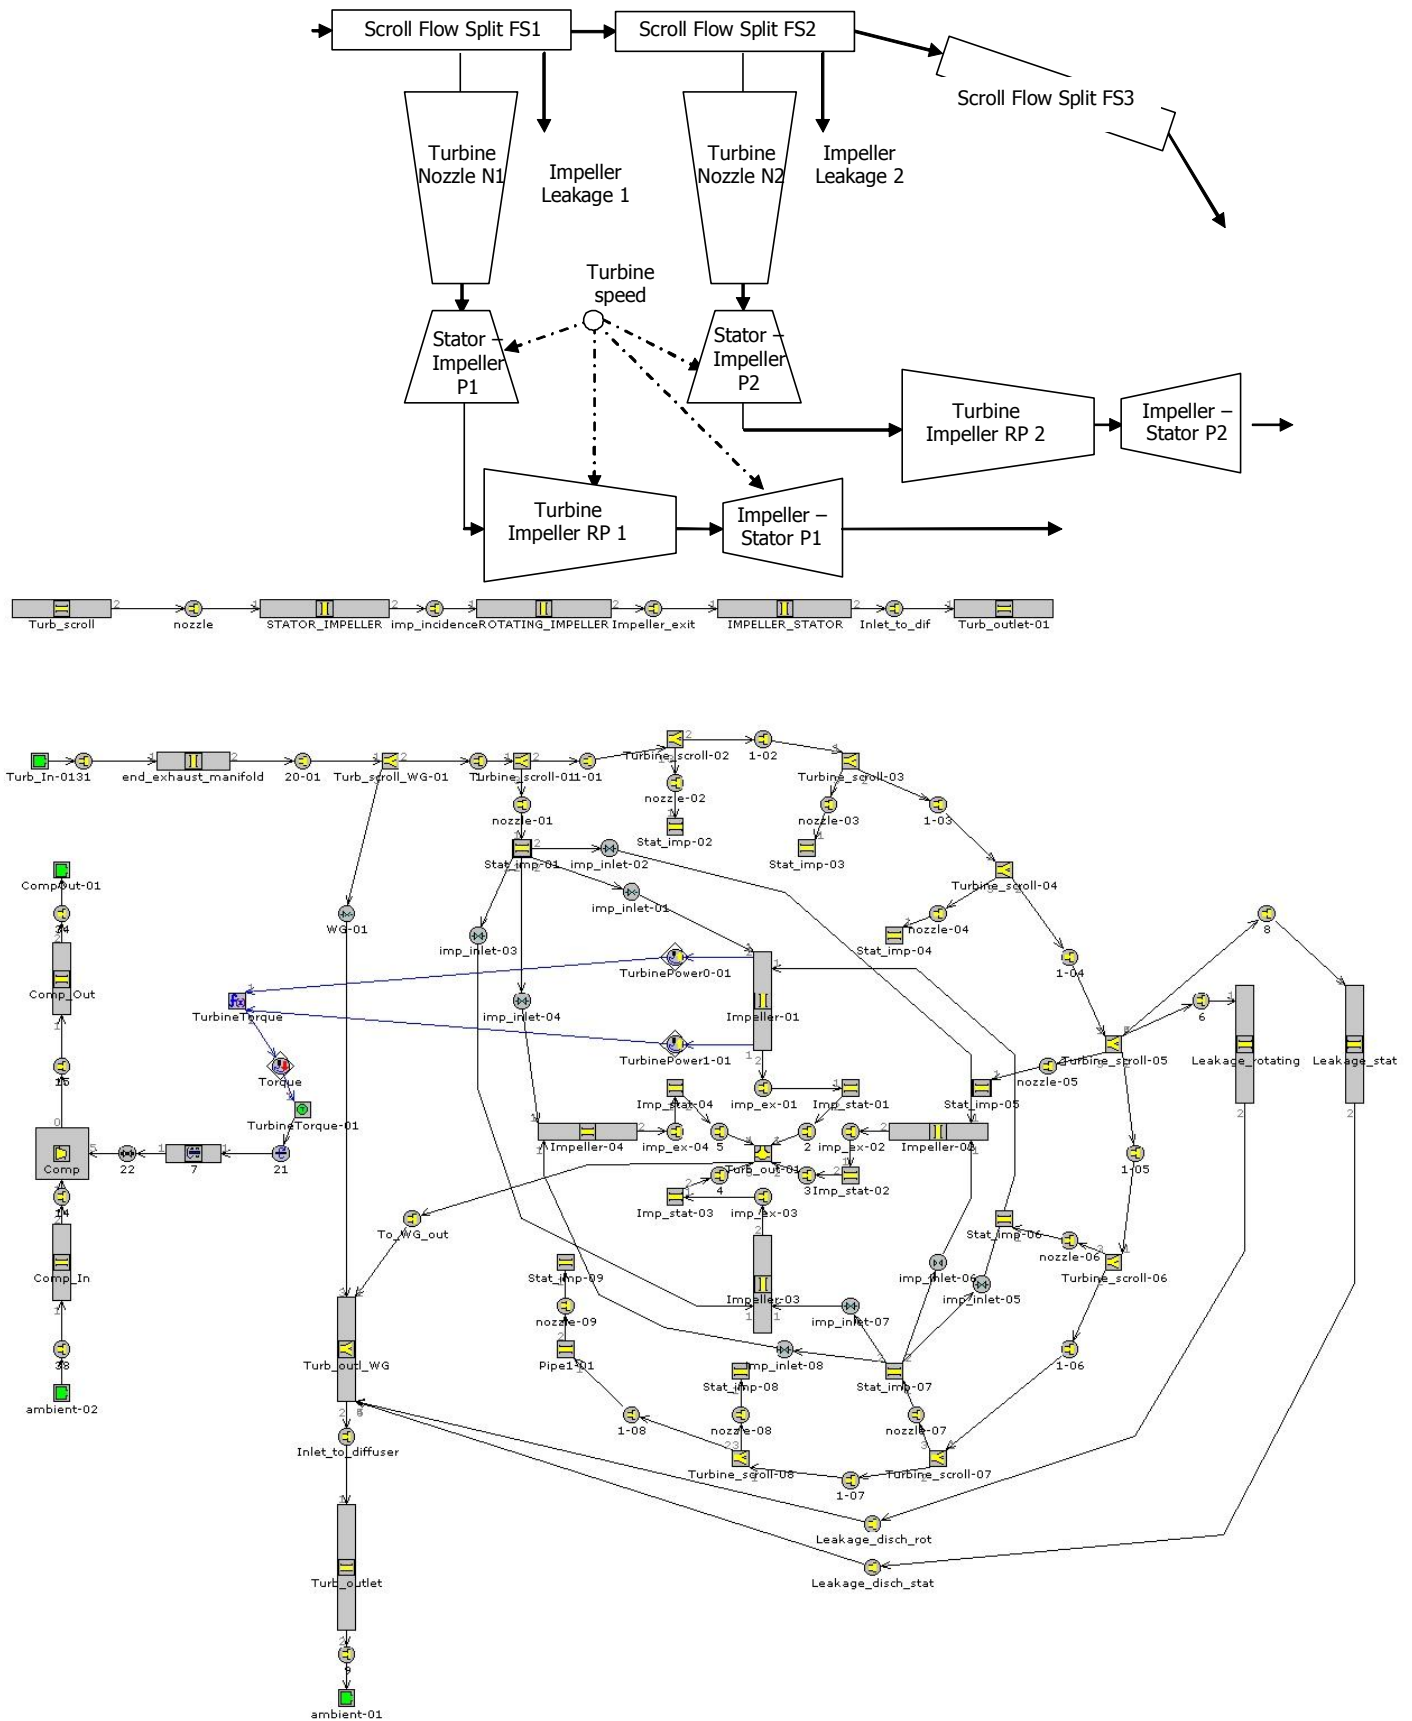 Scroll Flow Split FS1
Scroll Flow Split FS2
Scroll Flow Split FS3
Turbine
Nozzle N1
Impeller
Leakage 1
Turbine
Nozzle N2
Impeller
Leakage 2
Turbine
speed
Stator –
Impeller
P1
Stator –
Impeller
P2
Turbine
Impeller RP 2
Impeller –
Stator P2
Turbine
Impeller RP 1
Impeller –
Stator P1
Turb_scroll
nozzle
STATOR_IMPELLER
imp_incidence
ROTATING_IMPELLER
Impeller_exit
IMPELLER_STATOR
Inlet_to_dif
Turb_outlet-01
Turb_In-01
31
end_exhaust_manifold
20-01
Turb_scroll_WG-01
Turbine_scroll-01
1-01
Turbine_scroll-02
1-02
Turbine_scroll-03
nozzle-01
nozzle-02
nozzle-03
1-03
Stat_imp-01
imp_inlet-02
Stat_imp-02
Stat_imp-03
Turbine_scroll-04
CompOut-01
imp_inlet-01
nozzle-04
34
WG-01
imp_inlet-03
Stat_imp-04
8
1-04
Comp_Out
TurbinePower0-01
TurbineTorque
imp_inlet-04
Impeller-01
6
TurbinePower1-01
Turbine_scroll-05
Leakage_rotating
Leakage_stat
15
Torque
nozzle-05
Imp_stat-04
imp_ex-01
Imp_stat-01
Stat_imp-05
TurbineTorque-01
Impeller-04
imp_ex-04
5
2
imp_ex-02
Comp
22
7
21
Turb_out-01
1-05
4
3
Imp_stat-02
14
Imp_stat-03
imp_ex-03
To_WG_out
Stat_imp-06
nozzle-06
Comp_In
Stat_imp-09
imp_inlet-06
Turbine_scroll-06
Impeller-03
imp_inlet-05
nozzle-09
imp_inlet-07
38
Turb_outl_WG
Pipe1-01
imp_inlet-08
1-06
Stat_imp-08
Stat_imp-07
ambient-02
1-08
nozzle-08
nozzle-07
Inlet_to_diffuser
Turbine_scroll-08
Turbine_scroll-07
1-07
Leakage_disch_rot
Turb_outlet
Leakage_disch_stat
9
ambient-01